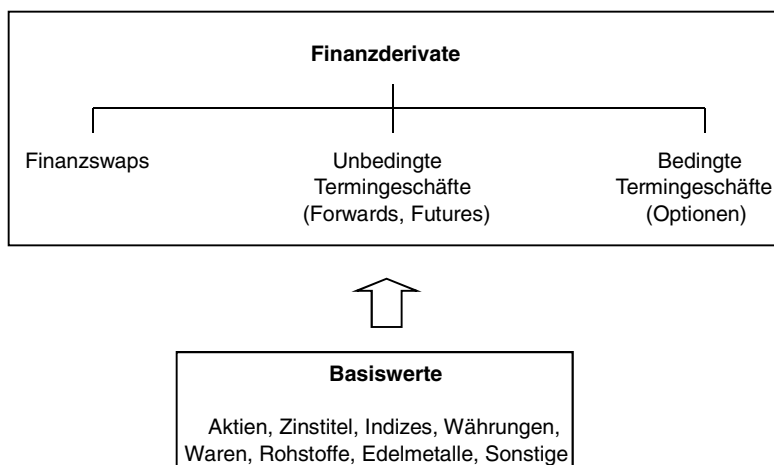 Finanzderivate
Finanzswaps
Unbedingte
Termingeschäfte
(Forwards, Futures)
Bedingte
Termingeschäfte
(Optionen)
Basiswerte
Aktien, Zinstitel, Indizes, Währungen,
Waren, Rohstoffe, Edelmetalle, Sonstige